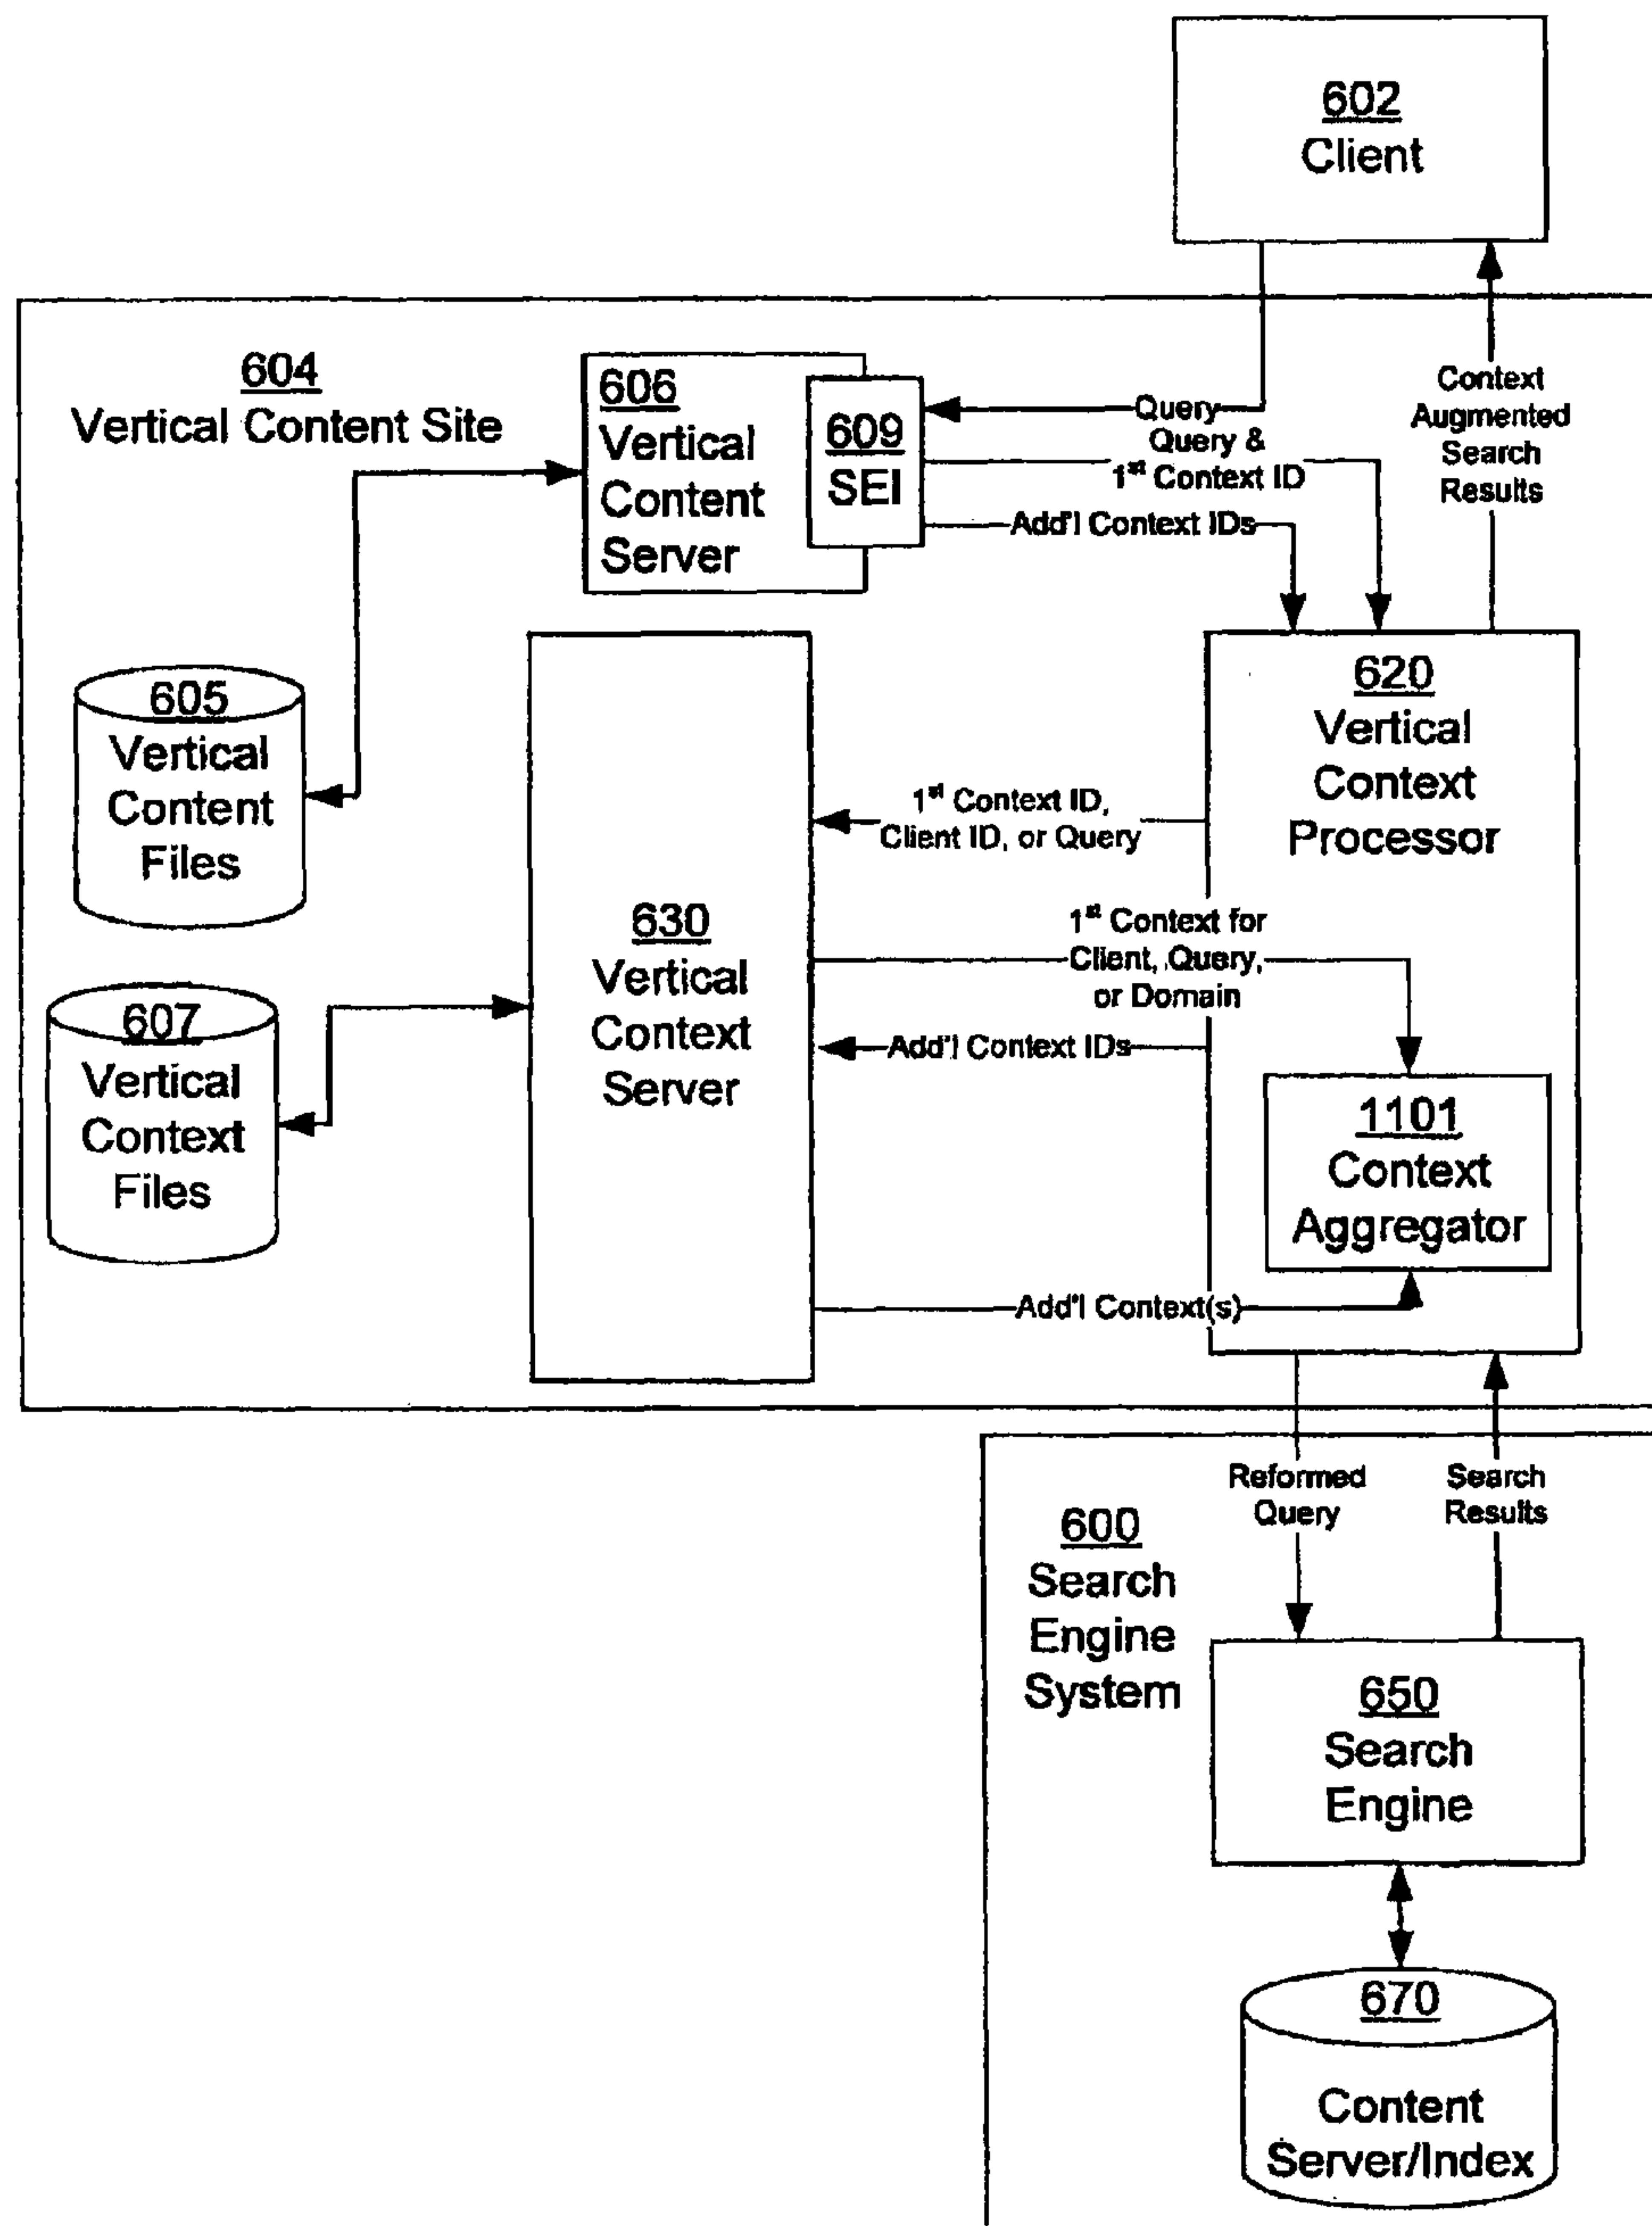 602
Client
604
Vertical Content Site
606
Vertical
Content
Server
609
SEI
Query
Query &
1st Context ID
Add'l Context IDs
Context
Augmented
Search
Results
605
Vertical
Content
Files
607
Vertical
Context
Files
630
Vertical
Context
Server
620
Vertical
Context
Processor
1st Context ID,
Client ID, or Query
1st Context for
Client, Query,
or Domain
Add'l Context IDs
1101
Context
Aggregator
Add'l Context(s)
Reformed
Query
Search
Results
600
Search
Engine
System
650
Search
Engine
670
Content
Server/Index